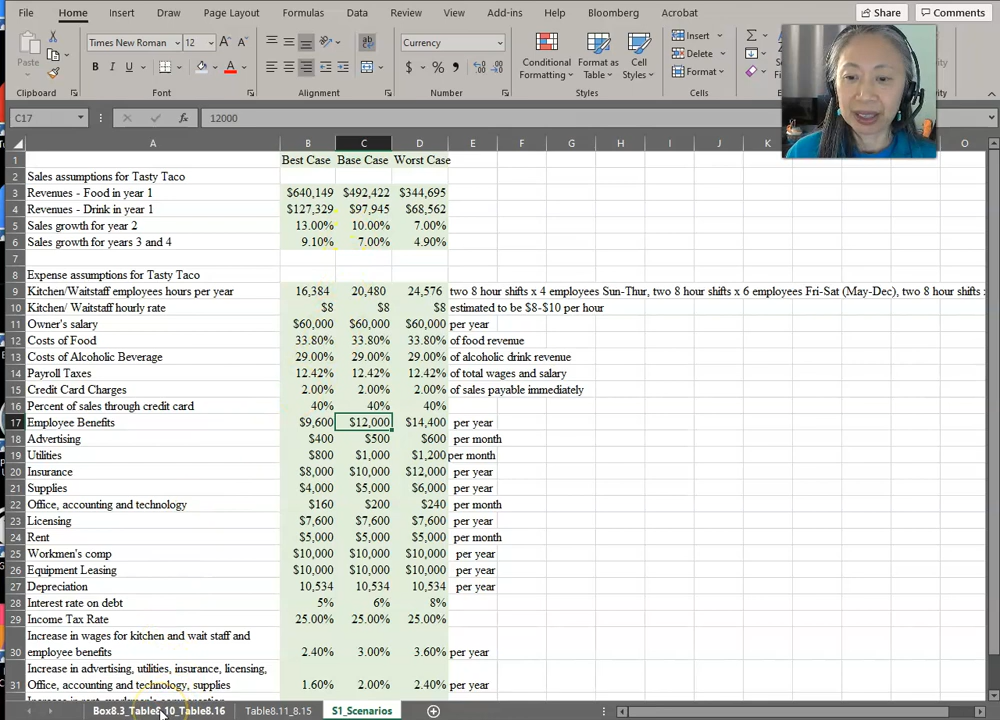 File Home Insert Draw Page Layout Formulas Data Review View Add-ins Help Bloomberg Acrobat Share Comments
Times New Roman 12 A A Currency Insert
Paste B I U A $ % Conditional Formatting Format as Table Cell Styles Delete Format
Clipboard Font Alignment Number Styles Cells
C17 fx 12000
A B C D E F G H I J K O
1 Best Case Base Case Worst Case
2 Sales assumptions for Tasty Taco
3 Revenues - Food in year 1 $640,149 $492,422 $344,695
4 Revenues - Drink in year 1 $127,329 $97,945 $68,562
5 Sales growth for year 2 13.00% 10.00% 7.00%
6 Sales growth for years 3 and 4 9.10% 7.00% 4.90%
7
8 Expense assumptions for Tasty Taco
9 Kitchen/Waitstaff employees hours per year 16,384 20,480 24,576 two 8 hour shifts x 4 employees Sun-Thur, two 8 hour shifts x 6 employees Fri-Sat (May-Dec), two 8 hour shifts
10 Kitchen/ Waitstaff hourly rate $8 $8 $8 estimated to be $8-$10 per hour
11 Owner's salary $60,000 $60,000 $60,000 per year
12 Costs of Food 33.80% 33.80% 33.80% of food revenue
13 Costs of Alcoholic Beverage 29.00% 29.00% 29.00% of alcoholic drink revenue
14 Payroll Taxes 12.42% 12.42% 12.42% of total wages and salary
15 Credit Card Charges 2.00% 2.00% 2.00% of sales payable immediately
16 Percent of sales through credit card 40% 40% 40%
17 Employee Benefits $9,600 $12,000 $14,400 per year
18 Advertising $400 $500 $600 per month
19 Utilities $800 $1,000 $1,200 per month
20 Insurance $8,000 $10,000 $12,000 per year
21 Supplies $4,000 $5,000 $6,000 per year
22 Office, accounting and technology $160 $200 $240 per month
23 Licensing $7,600 $7,600 $7,600 per year
24 Rent $5,000 $5,000 $5,000 per month
25 Workmen's comp $10,000 $10,000 $10,000 per year
26 Equipment Leasing $10,000 $10,000 $10,000 per year
27 Depreciation 10,534 10,534 10,534 per year
28 Interest rate on debt 5% 6% 8%
29 Income Tax Rate 25.00% 25.00% 25.00%
Increase in wages for kitchen and wait staff and
30 employee benefits 2.40% 3.00% 3.60% per year
Increase in advertising, utilities, insurance, licensing,
31 Office, accounting and technology, supplies 1.60% 2.00% 2.40% per year
Box8.3_Table8.10_Table8.16 Table8.11_8.15 S1_Scenarios